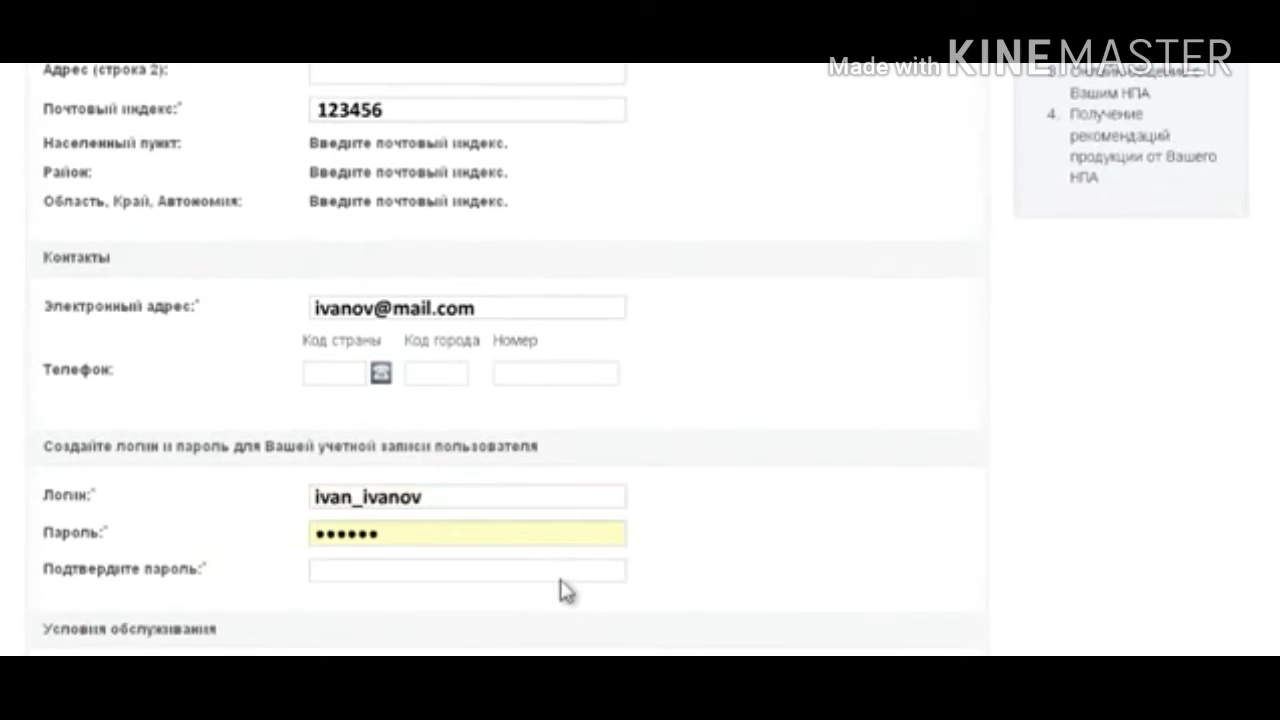 Made with KINEMASTER
Адрес (строка 2):
Почтовый индекс:* 123456
Населенный пункт: Введите почтовый индекс.
Район: Введите почтовый индекс.
Область, Край, Автономия: Введите почтовый индекс.
Контакты
Электронный адрес:* ivanov@mail.com
Код страны Код города Номер
Телефон:
Создайте логин и пароль для Вашей учетной записи пользователя
Логин:* ivan_ivanov
Пароль:* ••••••
Подтвердите пароль:*
Условия обслуживания
Вашим НПА
4. Получение
рекомендаций
продукции от Вашего
НПА